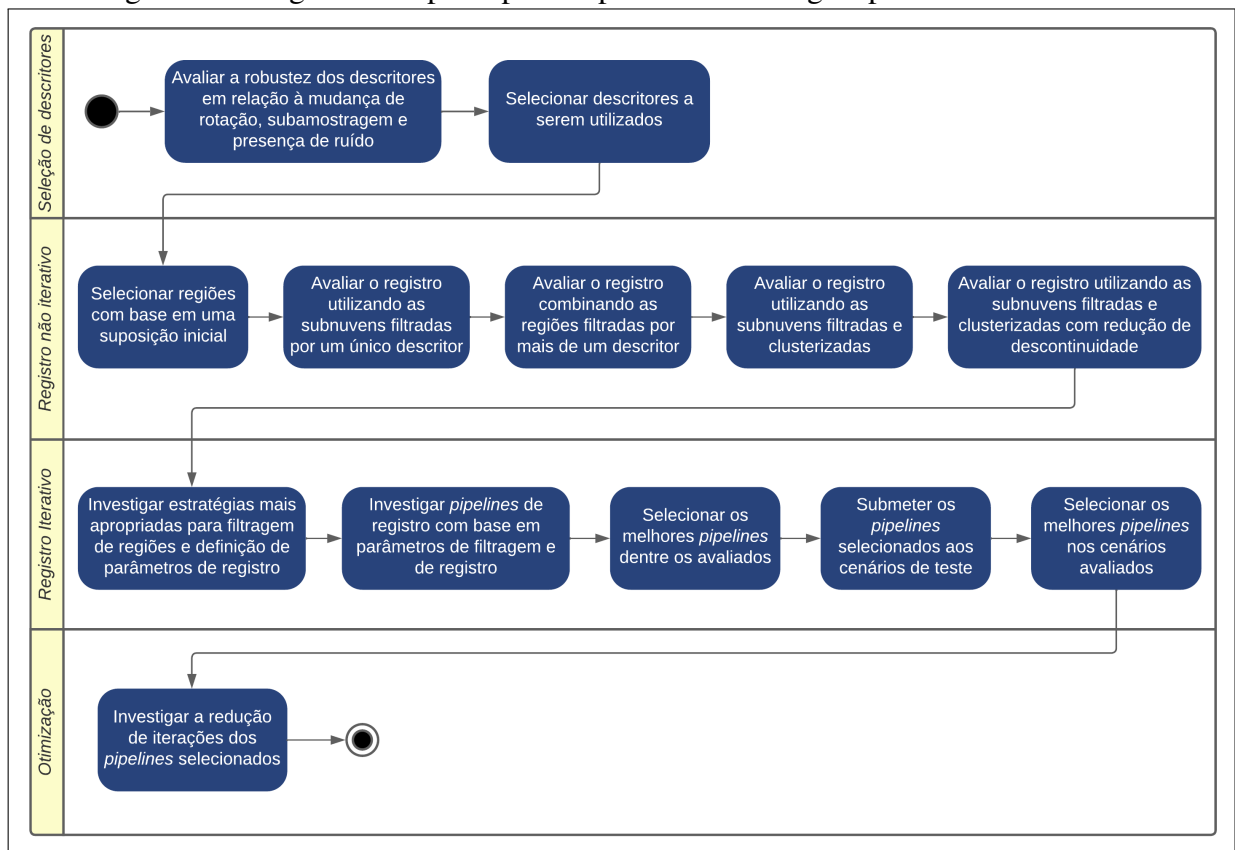 Seleção de descritores
Avaliar a robustez dos descritores
em relação à mudança de
rotação, subamostragem e
presença de ruído
Selecionar descritores a
serem utilizados
Registro não iterativo
Selecionar regiões
com base em uma
suposição inicial
Avaliar o registro
utilizando as
subnuvens filtradas
por um único descritor
Avaliar o registro
combinando as
regiões filtradas por
mais de um descritor
Avaliar o registro
utilizando as
subnuvens filtradas e
clusterizadas
Avaliar o registro utilizando as
subnuvens filtradas e
clusterizadas com redução de
descontinuidade
Registro Iterativo
Investigar estratégias mais
apropriadas para filtragem
de regiões e definição de
parâmetros de registro
Investigar pipelines de
registro com base em
parâmetros de filtragem e
de registro
Selecionar os
melhores pipelines
dentre os avaliados
Submeter os
pipelines
selecionados aos
cenários de teste
Selecionar os
melhores pipelines
nos cenários
avaliados
Otimização
Investigar a redução
de iterações dos
pipelines selecionados